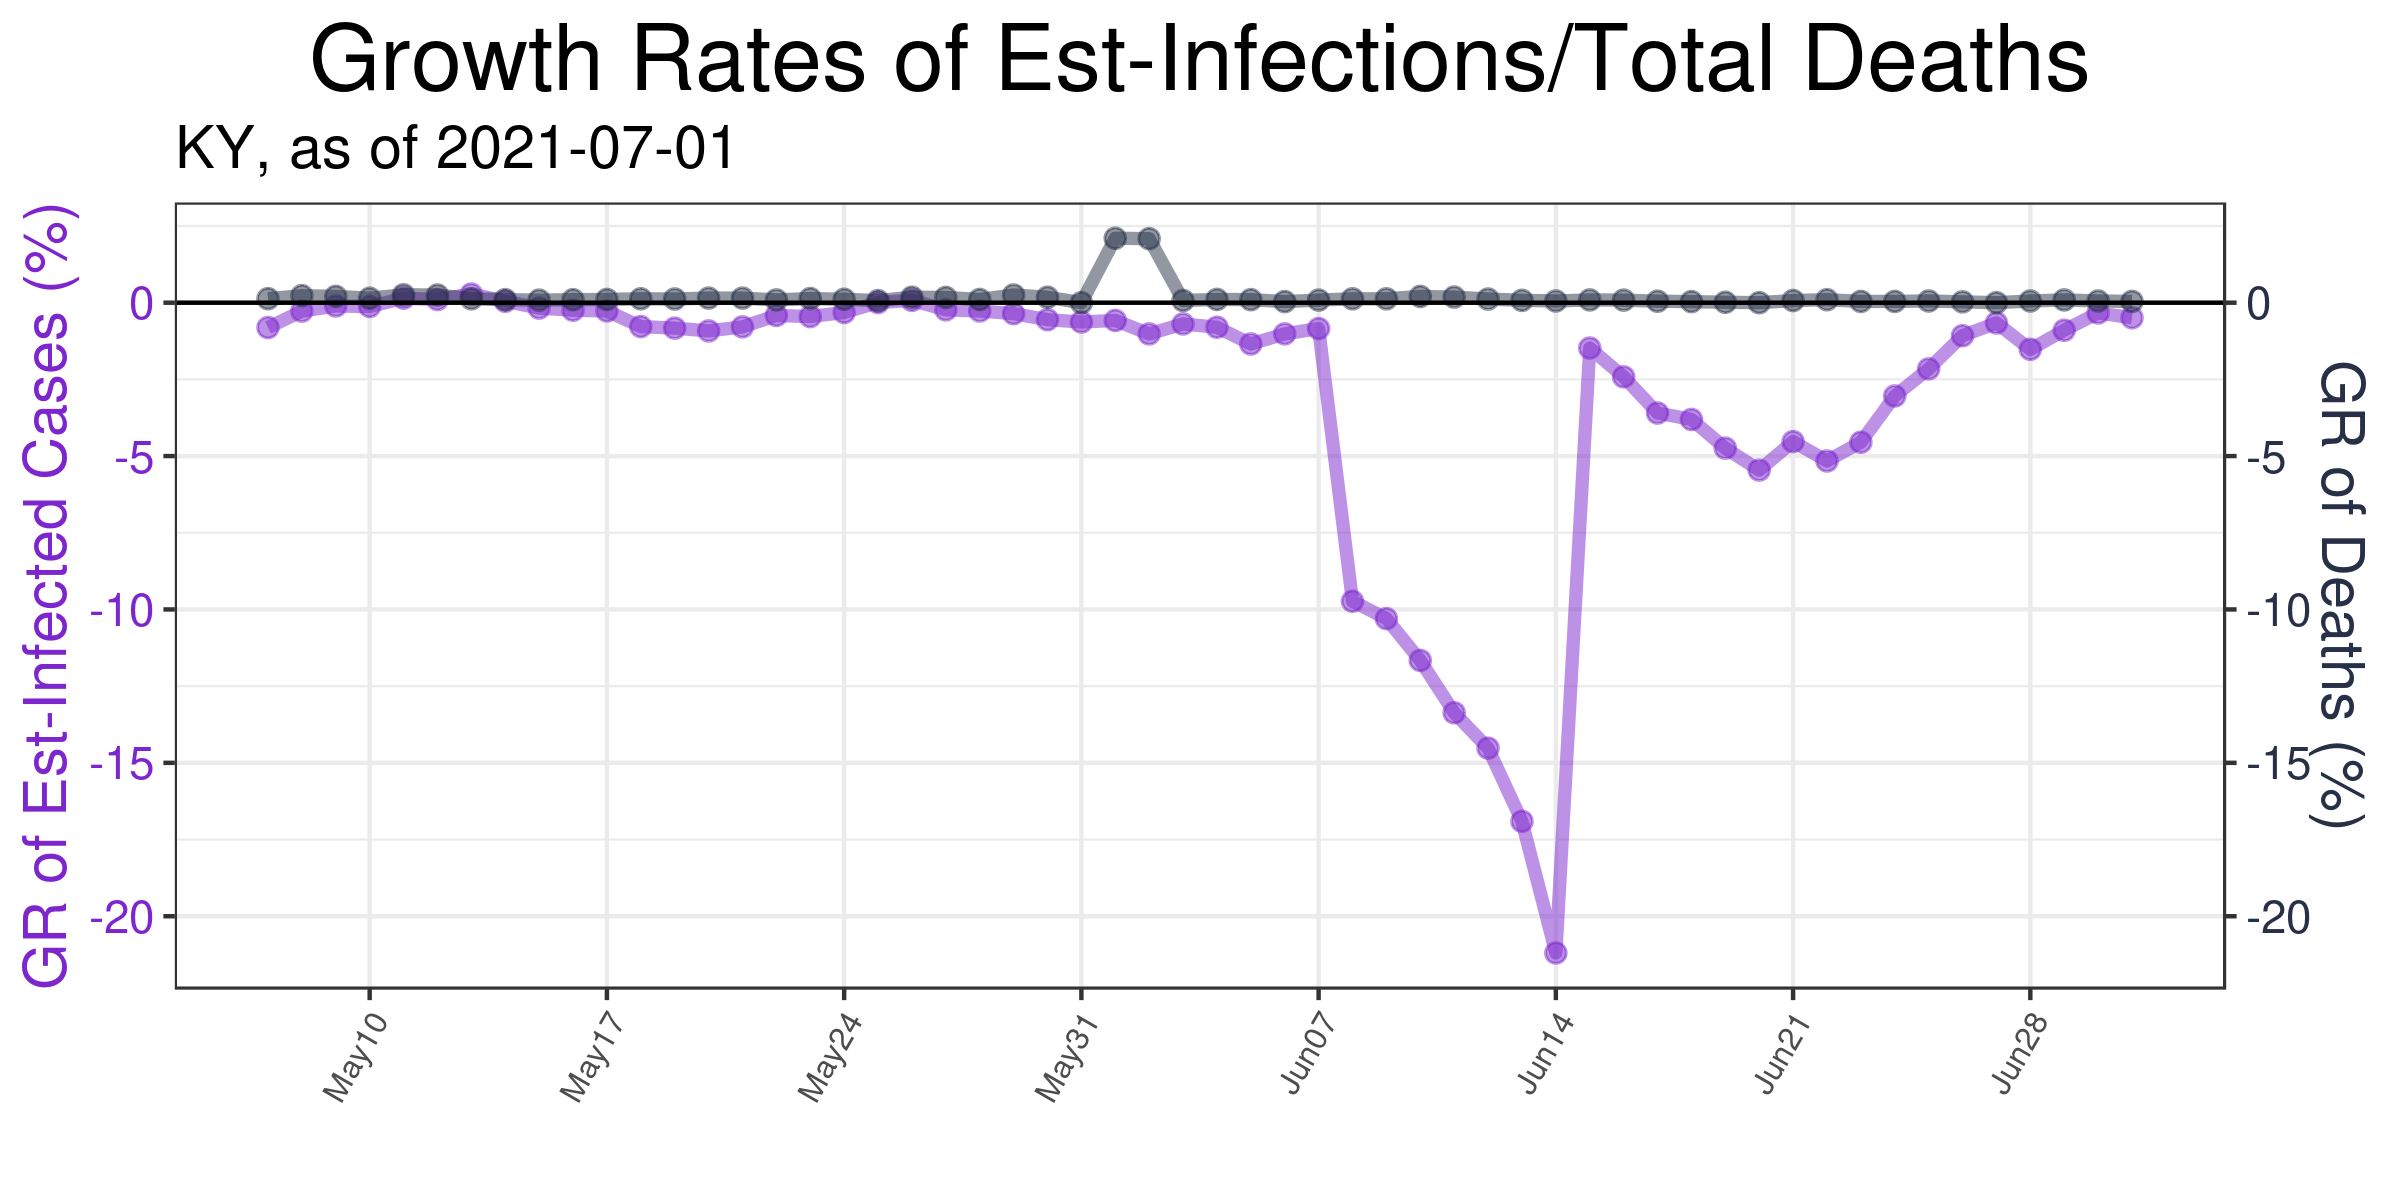 Growth Rates of Est-Infections/Total Deaths
KY, as of 2021-07-01
GR of Est-Infected Cases (%)
0
-5
-10
-15
-20
0
-5
-10
-15
-20
GR of Deaths (%)
May10
May17
May24
May31
Jun07
Jun14
Jun21
Jun28